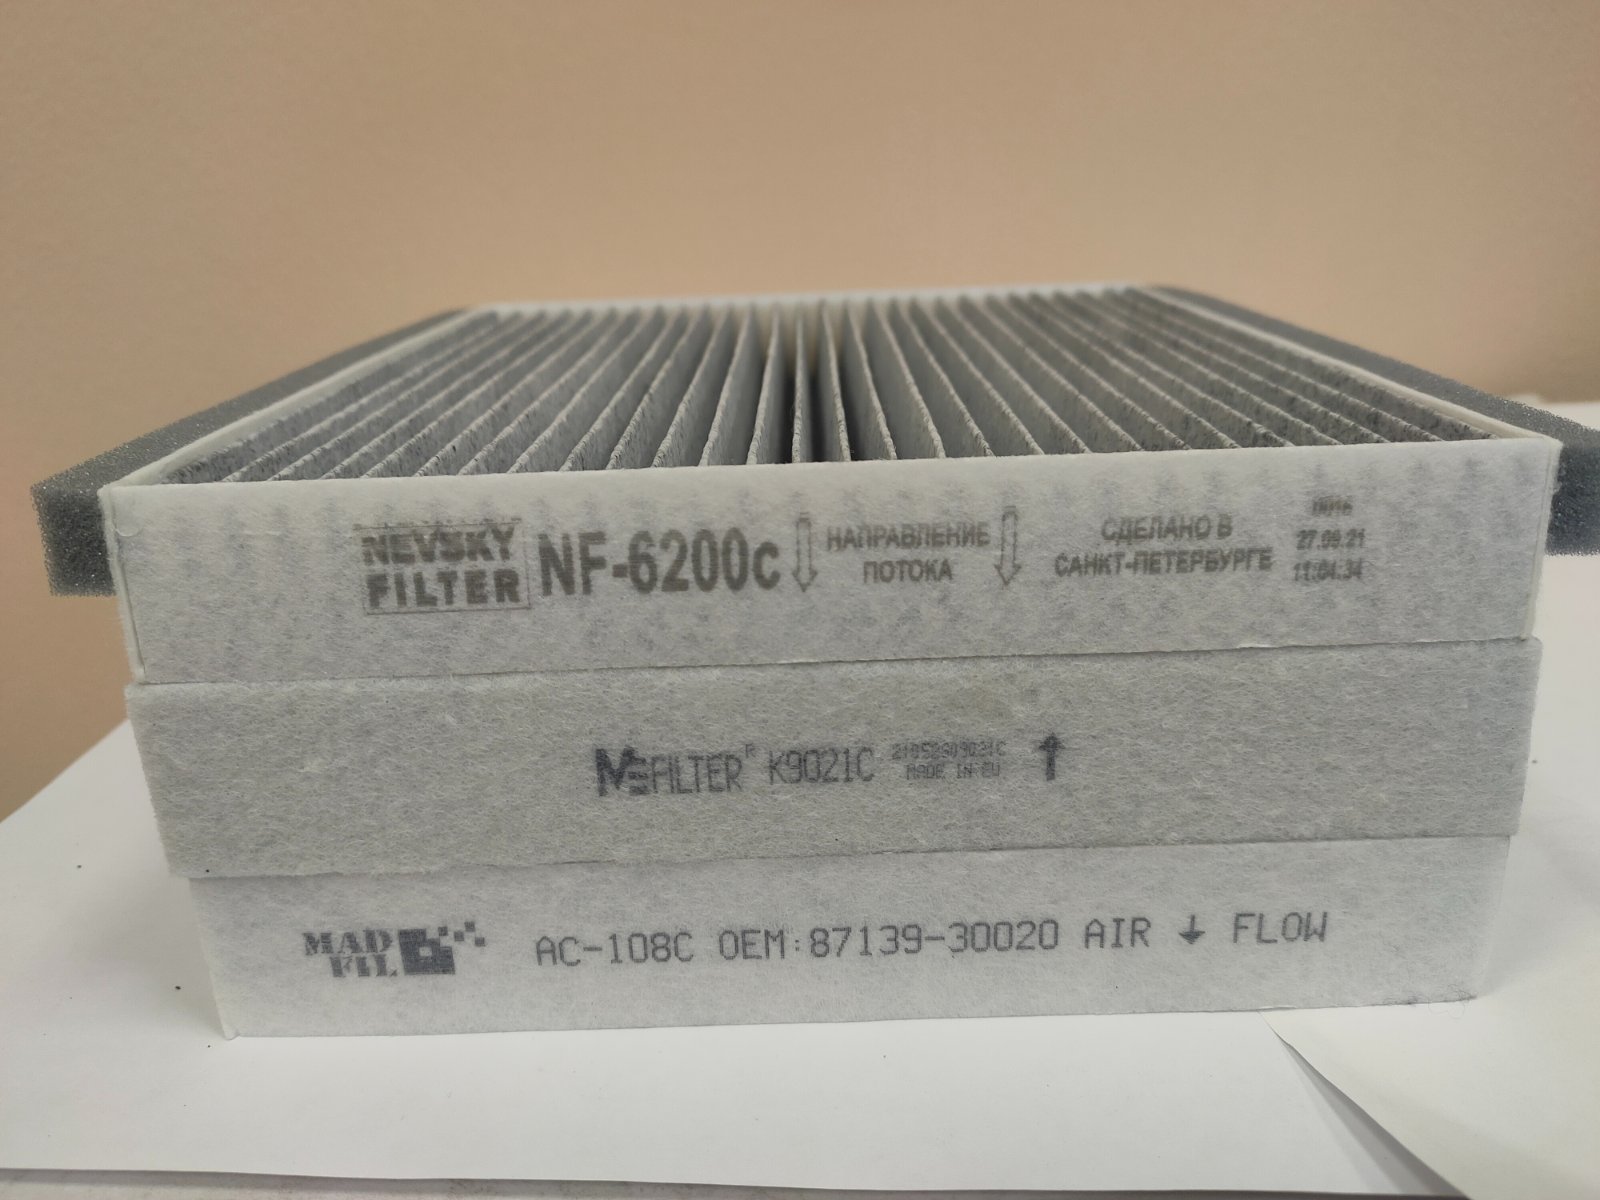 NEVSKY
FILTER
NF-6200c
НАПРАВЛЕНИЕ
ПОТОКА
СДЕЛАНО В
САНКТ-ПЕТЕРБУРГЕ
27.09.21
11:04:34
MFILTER® K9021C
MADE IN EU
MAD
FIL
AC-108C OEM:87139-30020 AIR ↓ FLOW